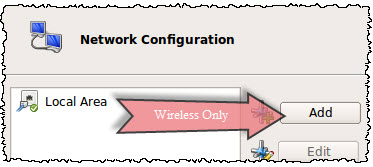 Network Configuration
Local Area
Wireless Only
Add
Edit